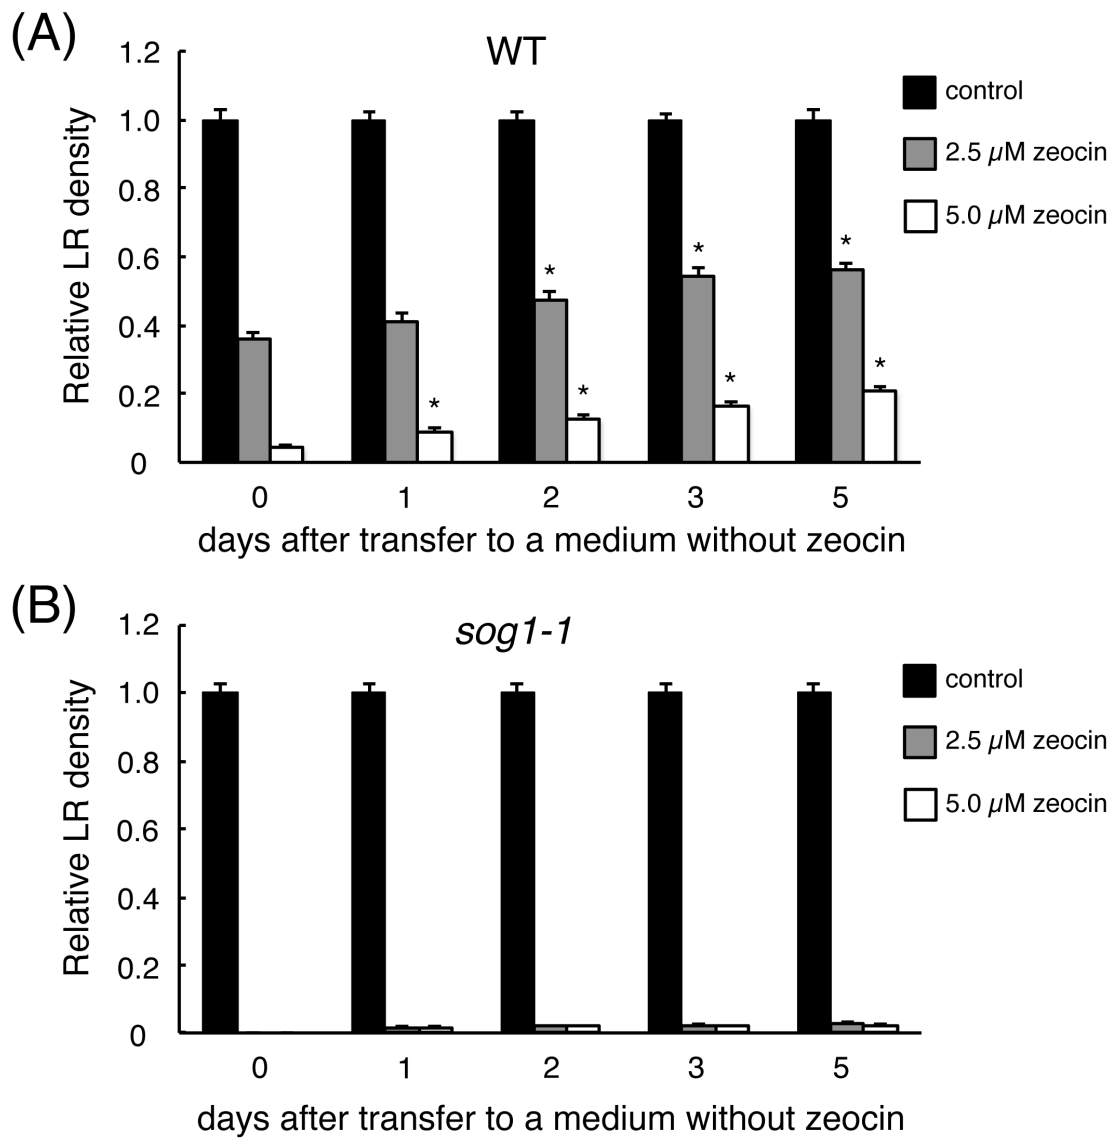 (A)
WT
1.2
1.0
0.8
0.6
0.4
0.2
0
Relative LR density
* * * * * * *
control
2.5 µM zeocin
5.0 µM zeocin
0 1 2 3 5
days after transfer to a medium without zeocin
(B)
sog1-1
1.2
1.0
0.8
0.6
0.4
0.2
0
Relative LR density
control
2.5 µM zeocin
5.0 µM zeocin
0 1 2 3 5
days after transfer to a medium without zeocin